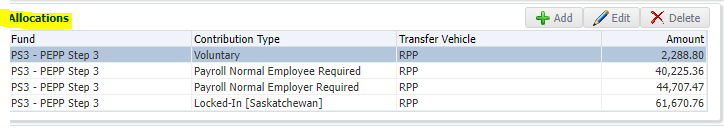 Allocations Add Edit Delete
Fund Contribution Type Transfer Vehicle Amount
PS3 - PEPP Step 3 Voluntary RPP 2,288.80
PS3 - PEPP Step 3 Payroll Normal Employee Required RPP 40,225.36
PS3 - PEPP Step 3 Payroll Normal Employer Required RPP 44,707.47
PS3 - PEPP Step 3 Locked-In [Saskatchewan] RPP 61,670.76